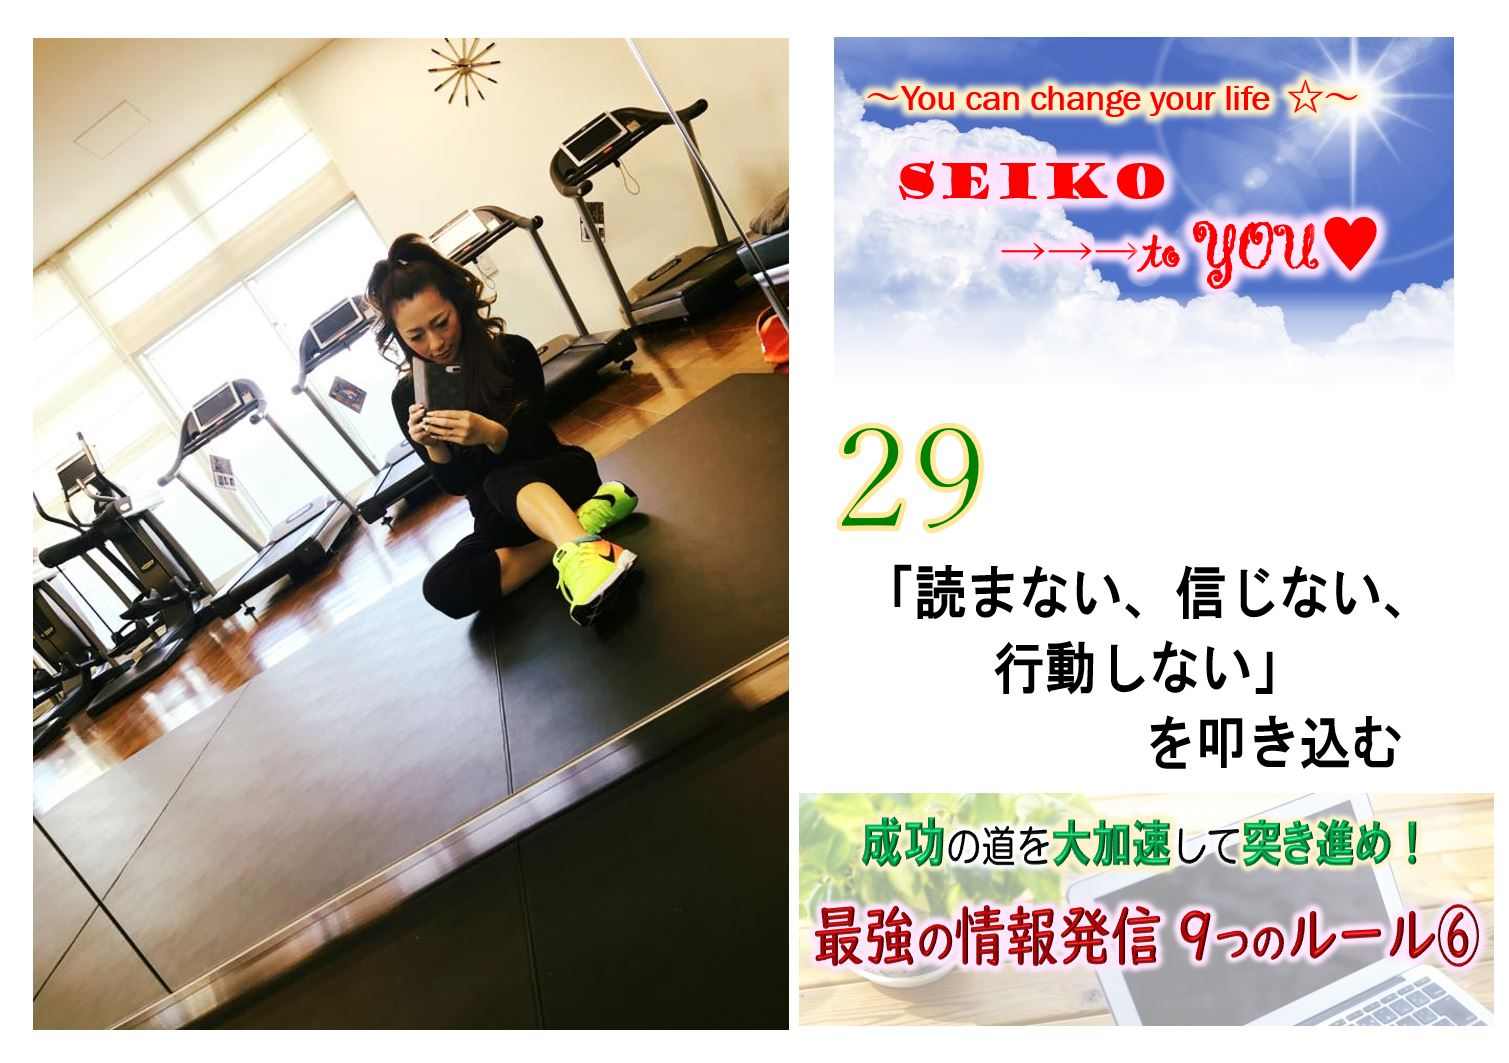 ～You can change your life ☆～
SEIKO
→→→to YOU♥
29
「読まない、信じない、
行動しない」
を叩き込む
成功の道を大加速して突き進め！
最強の情報発信 9つのルール⑥